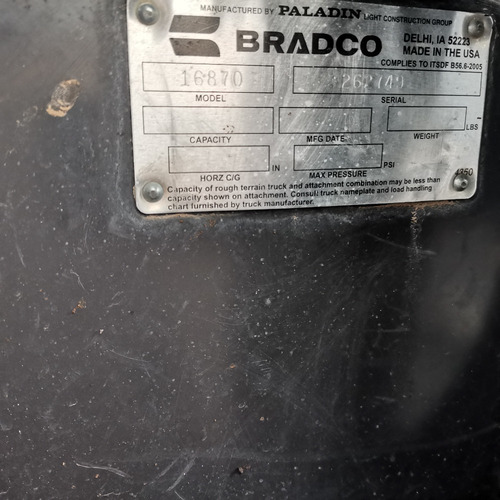 MANUFACTURED BY PALADIN LIGHT CONSTRUCTION GROUP
BRADCO
DELHI, IA 52223
MADE IN THE USA
COMPLIES TO ITSDF B56.6-2005
16870
MODEL SERIAL
CAPACITY MFG DATE WEIGHT LBS
HORZ C/G IN MAX PRESSURE PSI
4750
Capacity of rough terrain truck and attachment combination may be less than
capacity shown on attachment. Consult truck nameplate and load handling
chart furnished by truck manufacturer.